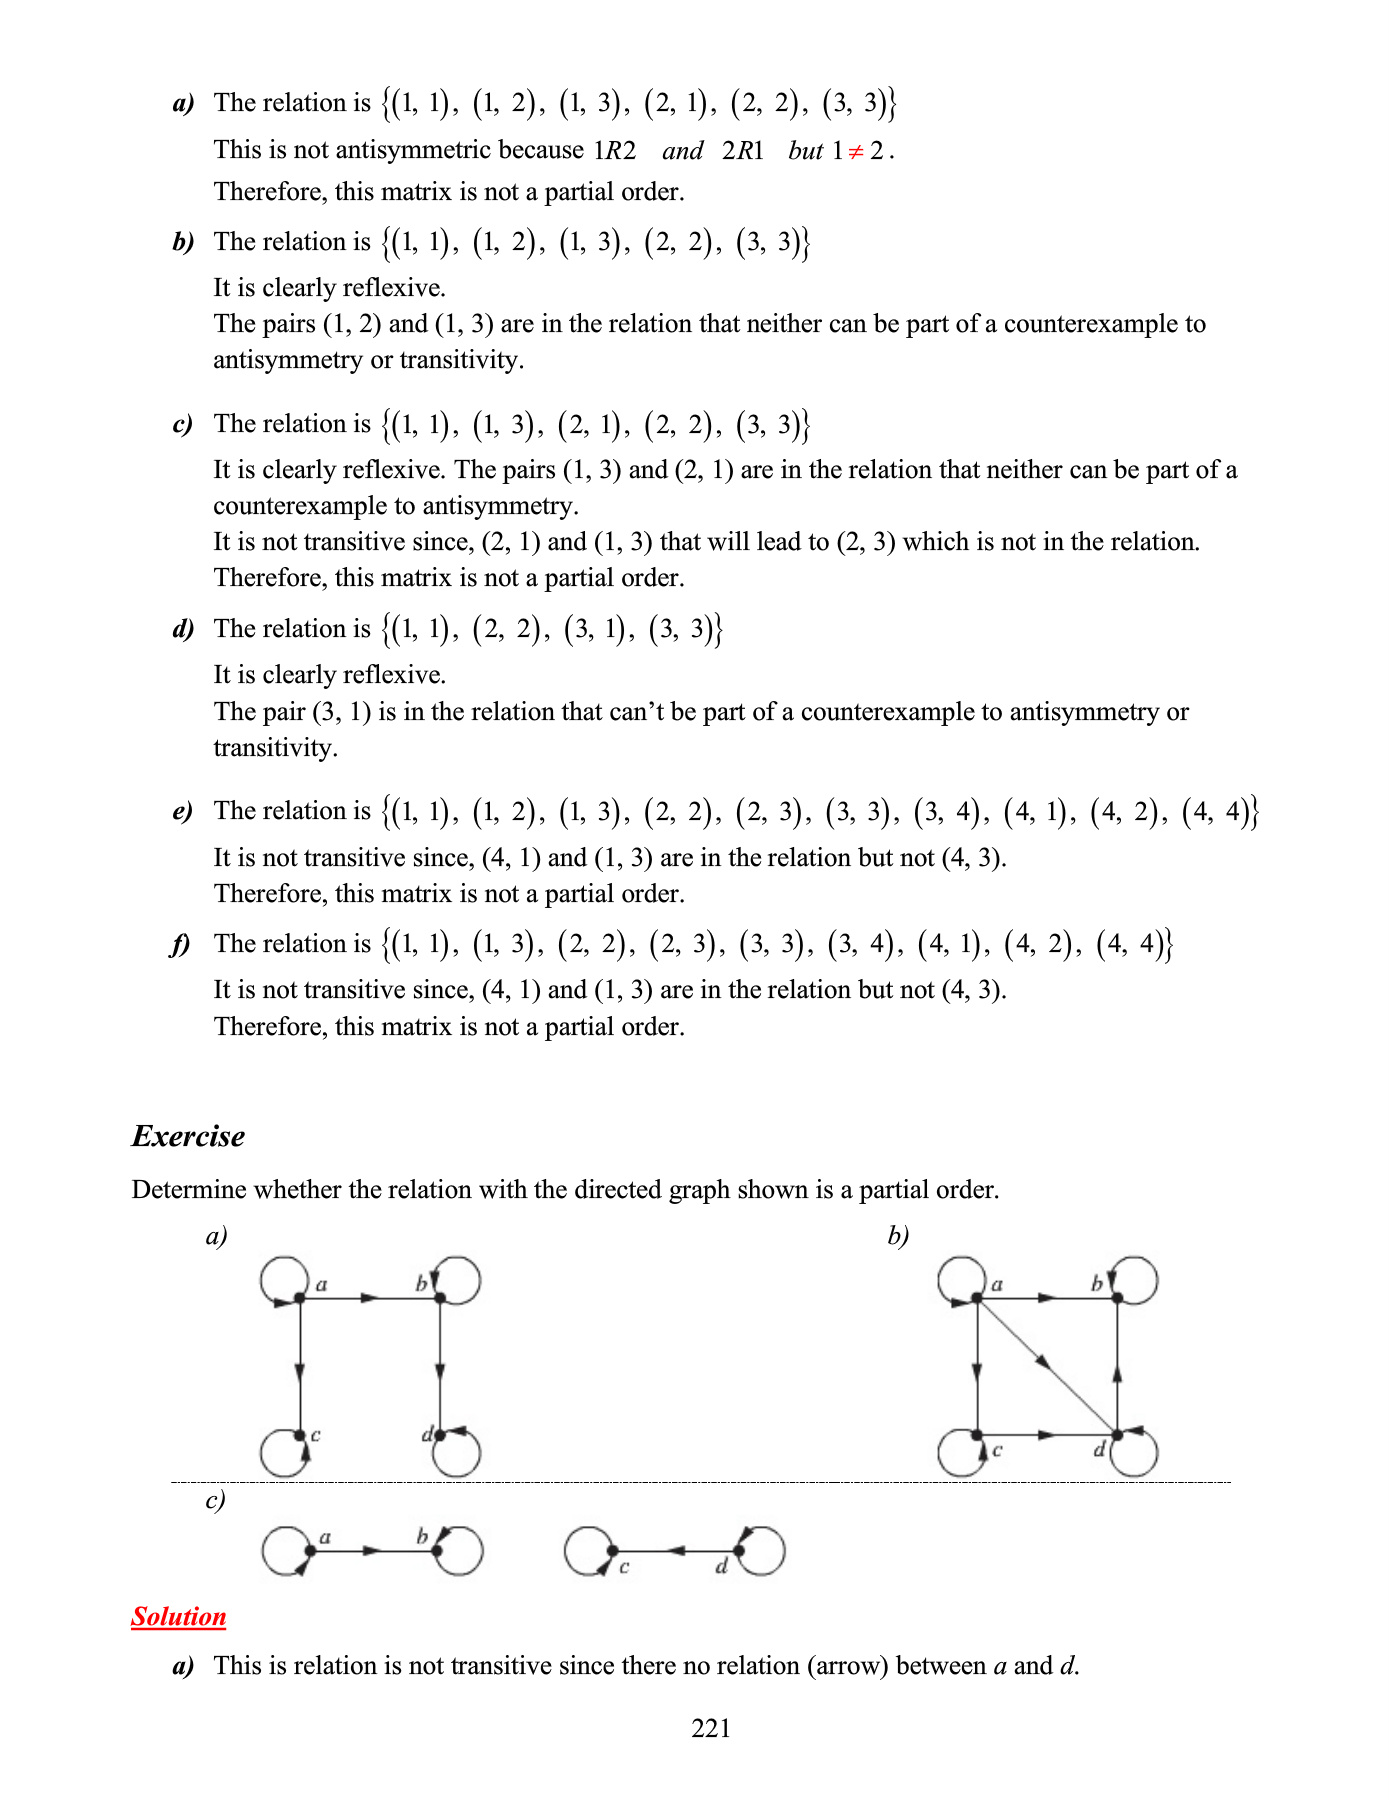 a) The relation is {(1, 1), (1, 2), (1, 3), (2, 1), (2, 2), (3, 3)}
This is not antisymmetric because 1R2 and 2R1 but 1 ≠ 2.
Therefore, this matrix is not a partial order.
b) The relation is {(1, 1), (1, 2), (1, 3), (2, 2), (3, 3)}
It is clearly reflexive.
The pairs (1, 2) and (1, 3) are in the relation that neither can be part of a counterexample to
antisymmetry or transitivity.
c) The relation is {(1, 1), (1, 3), (2, 1), (2, 2), (3, 3)}
It is clearly reflexive. The pairs (1, 3) and (2, 1) are in the relation that neither can be part of a
counterexample to antisymmetry.
It is not transitive since, (2, 1) and (1, 3) that will lead to (2, 3) which is not in the relation.
Therefore, this matrix is not a partial order.
d) The relation is {(1, 1), (2, 2), (3, 1), (3, 3)}
It is clearly reflexive.
The pair (3, 1) is in the relation that can’t be part of a counterexample to antisymmetry or
transitivity.
e) The relation is {(1, 1), (1, 2), (1, 3), (2, 2), (2, 3), (3, 3), (3, 4), (4, 1), (4, 2), (4, 4)}
It is not transitive since, (4, 1) and (1, 3) are in the relation but not (4, 3).
Therefore, this matrix is not a partial order.
f) The relation is {(1, 1), (1, 3), (2, 2), (2, 3), (3, 3), (3, 4), (4, 1), (4, 2), (4, 4)}
It is not transitive since, (4, 1) and (1, 3) are in the relation but not (4, 3).
Therefore, this matrix is not a partial order.
Exercise
Determine whether the relation with the directed graph shown is a partial order.
a) b)
a b a b
c d c d
c)
a b c d
Solution
a) This is relation is not transitive since there no relation (arrow) between a and d.
221